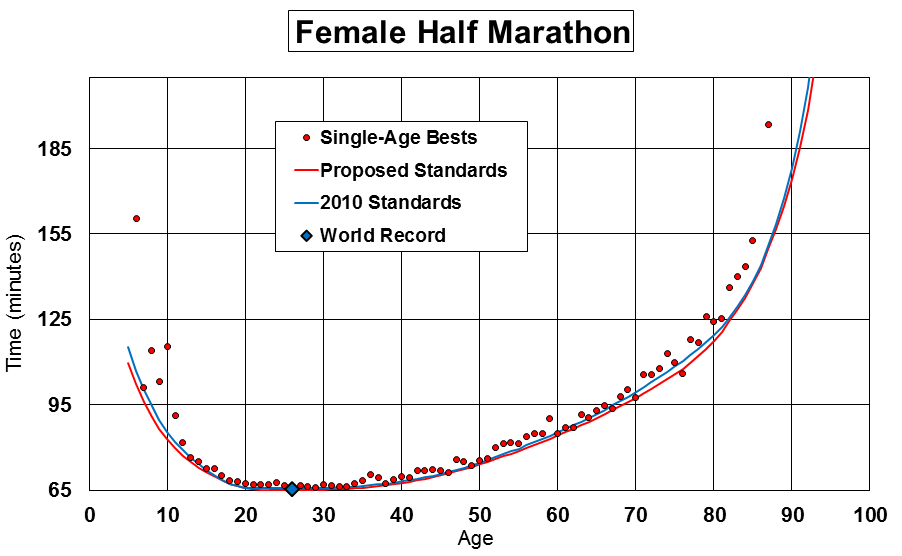 Female Half Marathon
Single-Age Bests
Proposed Standards
2010 Standards
World Record
185
155
125
95
65
Time (minutes)
0 10 20 30 40 50 60 70 80 90 100
Age